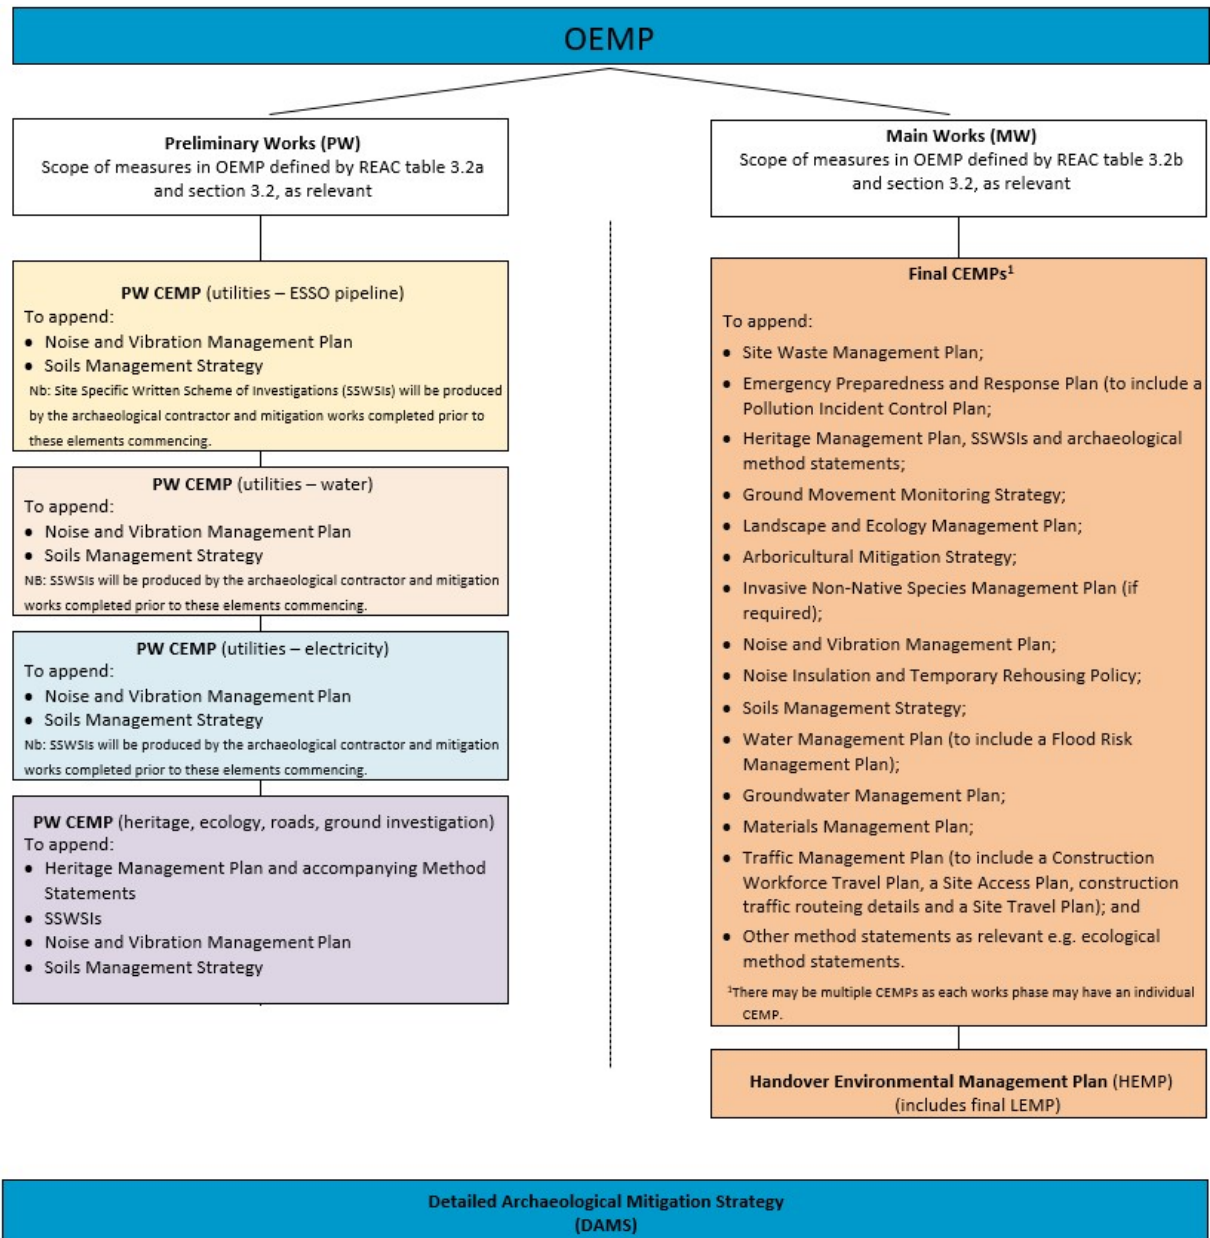 OEMP
Preliminary Works (PW)
Scope of measures in OEMP defined by REAC table 3.2a
and section 3.2, as relevant
PW CEMP (utilities – ESSO pipeline)
To append:
• Noise and Vibration Management Plan
• Soils Management Strategy
Nb: Site Specific Written Scheme of Investigations (SSWSIs) will be produced
by the archaeological contractor and mitigation works completed prior to
these elements commencing.
PW CEMP (utilities – water)
To append:
• Noise and Vibration Management Plan
• Soils Management Strategy
NB: SSWSIs will be produced by the archaeological contractor and mitigation
works completed prior to these elements commencing.
PW CEMP (utilities – electricity)
To append:
• Noise and Vibration Management Plan
• Soils Management Strategy
Nb: SSWSIs will be produced by the archaeological contractor and mitigation
works completed prior to these elements commencing.
PW CEMP (heritage, ecology, roads, ground investigation)
To append:
• Heritage Management Plan and accompanying Method
Statements
• SSWSIs
• Noise and Vibration Management Plan
• Soils Management Strategy
Main Works (MW)
Scope of measures in OEMP defined by REAC table 3.2b
and section 3.2, as relevant
Final CEMPs¹
To append:
• Site Waste Management Plan;
• Emergency Preparedness and Response Plan (to include a
Pollution Incident Control Plan;
• Heritage Management Plan, SSWSIs and archaeological
method statements;
• Ground Movement Monitoring Strategy;
• Landscape and Ecology Management Plan;
• Arboricultural Mitigation Strategy;
• Invasive Non-Native Species Management Plan (if
required);
• Noise and Vibration Management Plan;
• Noise Insulation and Temporary Rehousing Policy;
• Soils Management Strategy;
• Water Management Plan (to include a Flood Risk
Management Plan);
• Groundwater Management Plan;
• Materials Management Plan;
• Traffic Management Plan (to include a Construction
Workforce Travel Plan, a Site Access Plan, construction
traffic routeing details and a Site Travel Plan); and
• Other method statements as relevant e.g. ecological
method statements.
¹There may be multiple CEMPs as each works phase may have an individual
CEMP.
Handover Environmental Management Plan (HEMP)
(includes final LEMP)
Detailed Archaeological Mitigation Strategy
(DAMS)